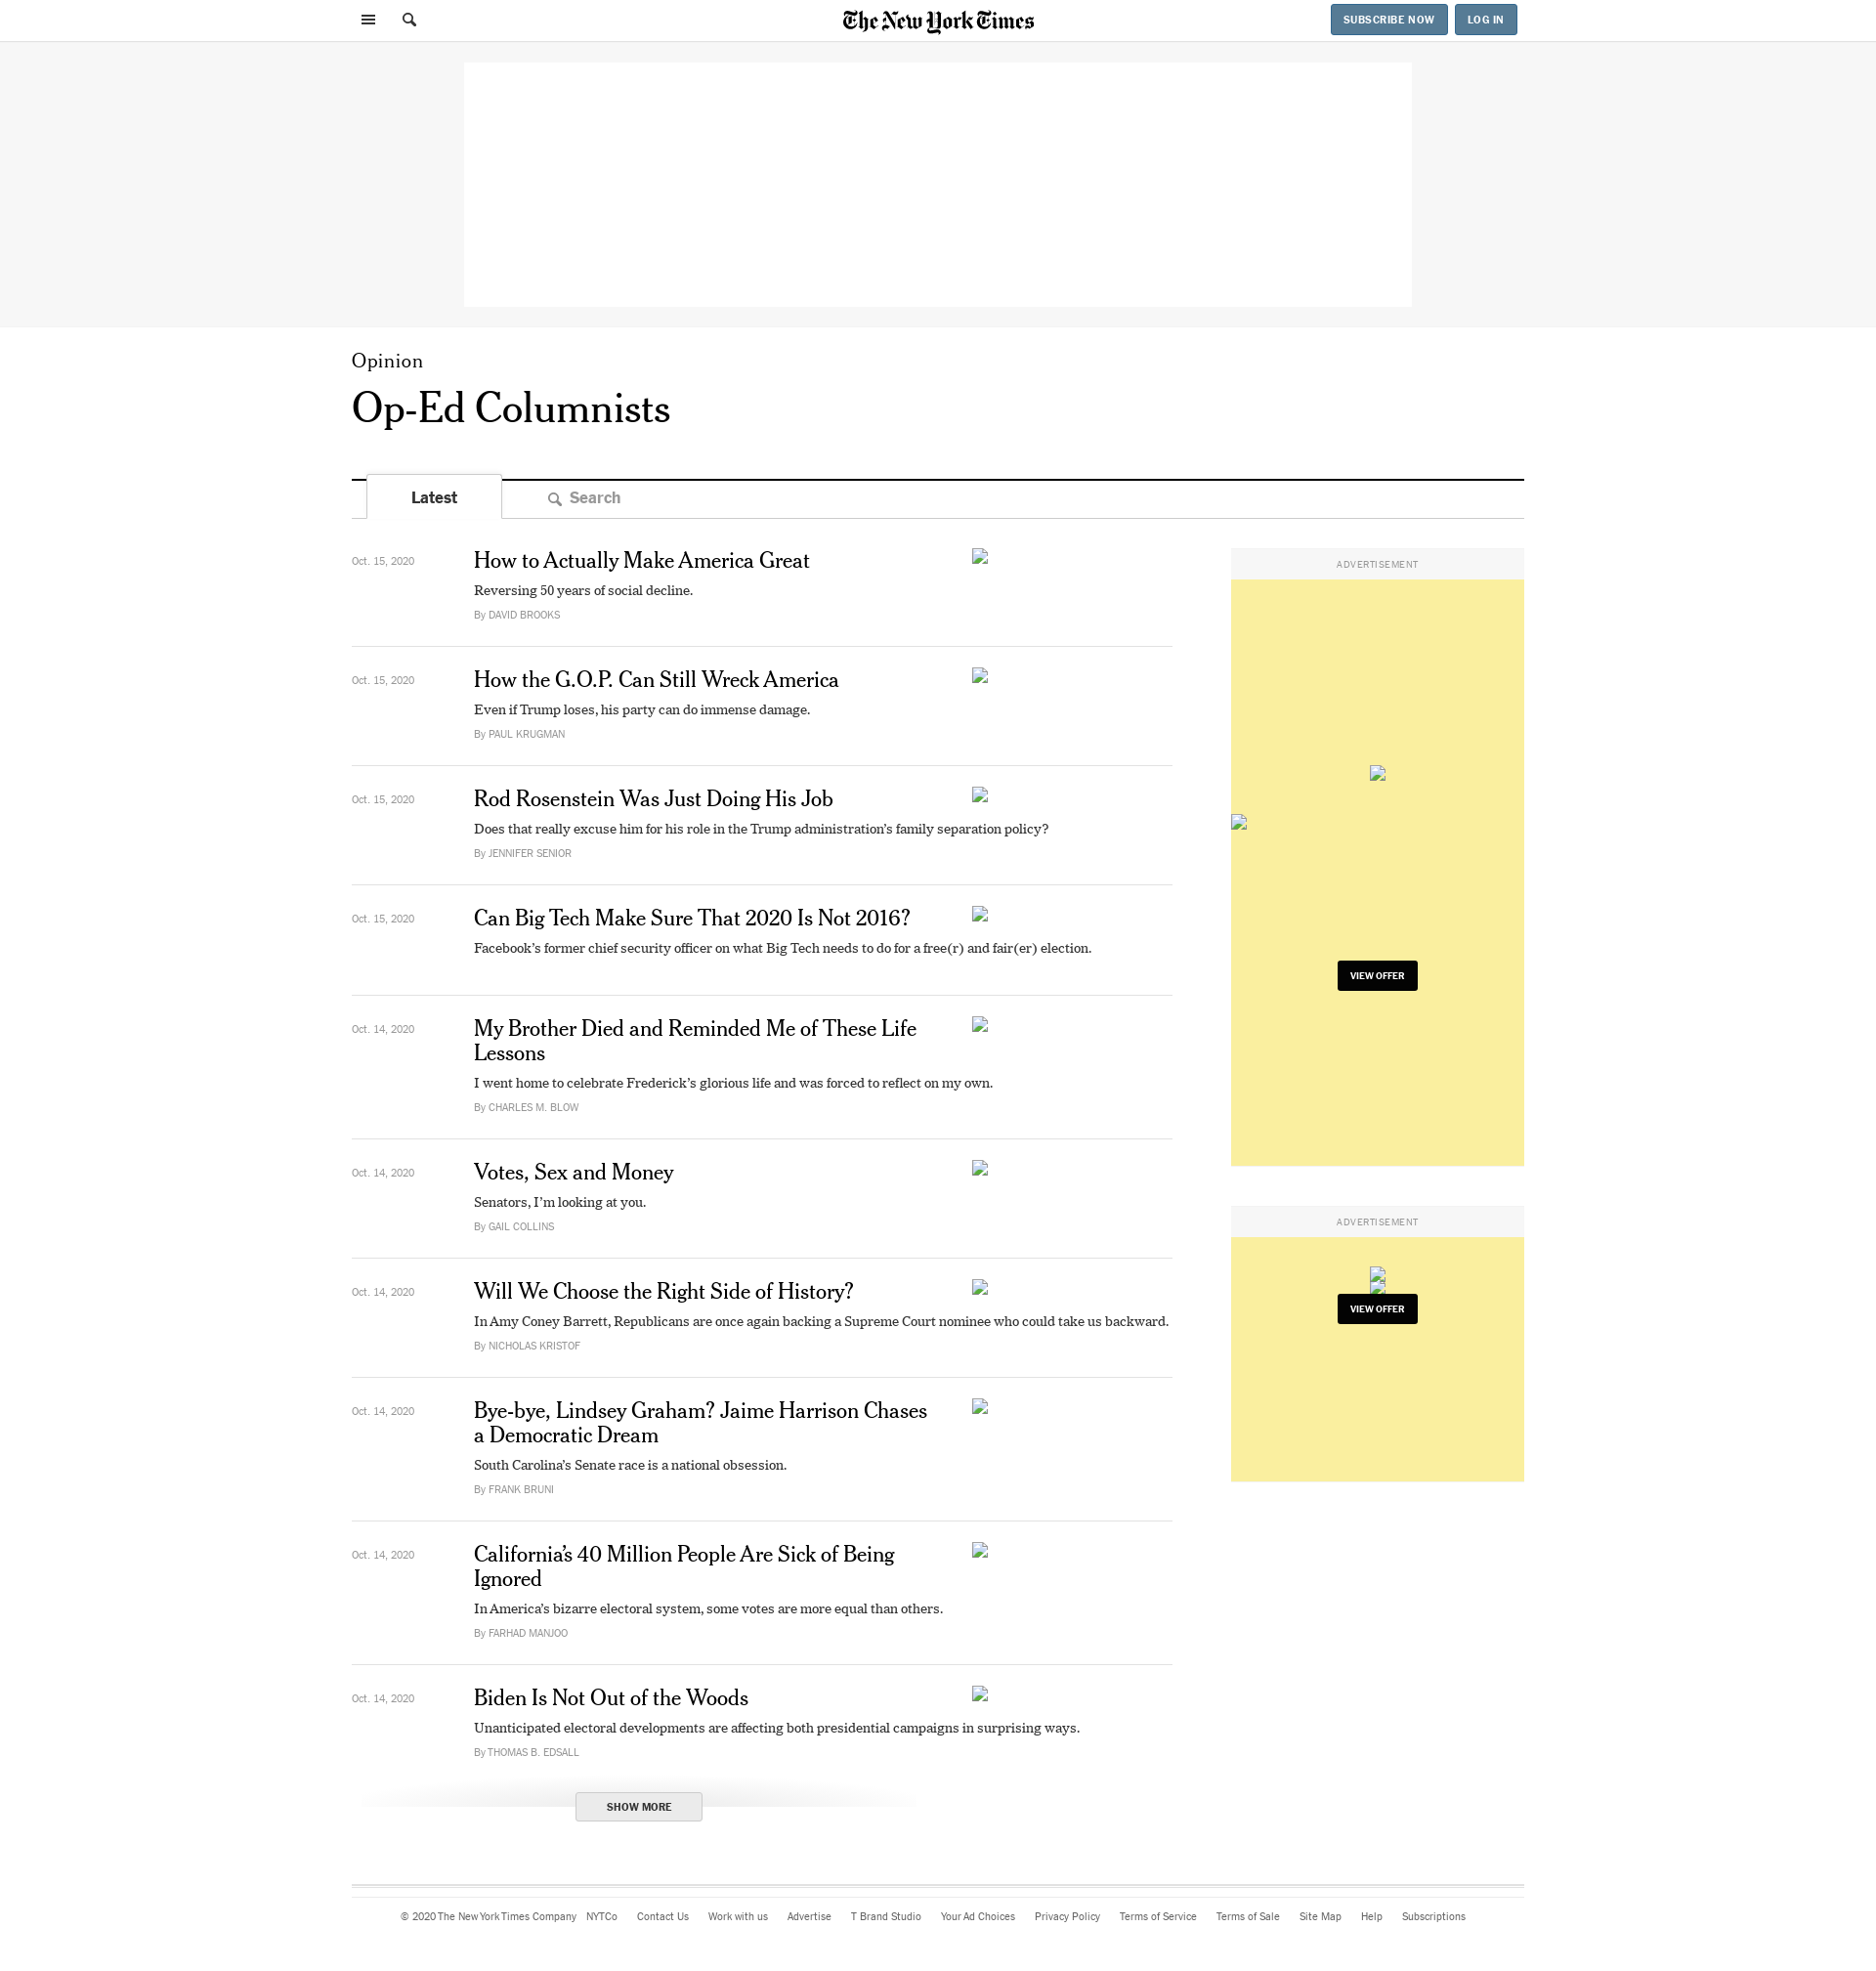 The New York Times
SUBSCRIBE NOW
LOG IN
Opinion
Op-Ed Columnists
Latest
Search
Oct. 15, 2020
How to Actually Make America Great
Reversing 50 years of social decline.
By DAVID BROOKS
Oct. 15, 2020
How the G.O.P. Can Still Wreck America
Even if Trump loses, his party can do immense damage.
By PAUL KRUGMAN
Oct. 15, 2020
Rod Rosenstein Was Just Doing His Job
Does that really excuse him for his role in the Trump administration’s family separation policy?
By JENNIFER SENIOR
Oct. 15, 2020
Can Big Tech Make Sure That 2020 Is Not 2016?
Facebook’s former chief security officer on what Big Tech needs to do for a free(r) and fair(er) election.
Oct. 14, 2020
My Brother Died and Reminded Me of These Life
Lessons
I went home to celebrate Frederick’s glorious life and was forced to reflect on my own.
By CHARLES M. BLOW
Oct. 14, 2020
Votes, Sex and Money
Senators, I’m looking at you.
By GAIL COLLINS
Oct. 14, 2020
Will We Choose the Right Side of History?
In Amy Coney Barrett, Republicans are once again backing a Supreme Court nominee who could take us backward.
By NICHOLAS KRISTOF
Oct. 14, 2020
Bye-bye, Lindsey Graham? Jaime Harrison Chases
a Democratic Dream
South Carolina’s Senate race is a national obsession.
By FRANK BRUNI
Oct. 14, 2020
California’s 40 Million People Are Sick of Being
Ignored
In America’s bizarre electoral system, some votes are more equal than others.
By FARHAD MANJOO
Oct. 14, 2020
Biden Is Not Out of the Woods
Unanticipated electoral developments are affecting both presidential campaigns in surprising ways.
By THOMAS B. EDSALL
SHOW MORE
ADVERTISEMENT
VIEW OFFER
ADVERTISEMENT
VIEW OFFER
© 2020 The New York Times Company NYTCo Contact Us Work with us Advertise T Brand Studio Your Ad Choices Privacy Policy Terms of Service Terms of Sale Site Map Help Subscriptions